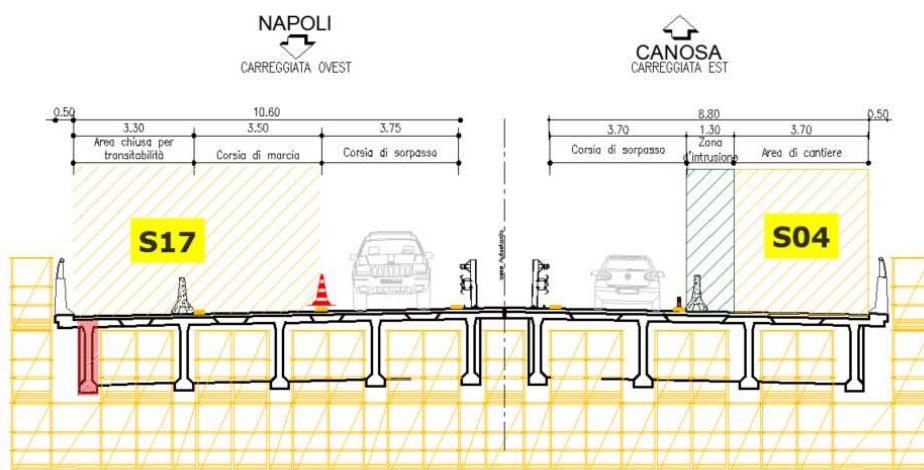 NAPOLI
CARREGGIATA OVEST
CANOSA
CARREGGIATA EST
0.50
10.60
8.80
0.50
3.30
3.50
3.75
3.70
1.30
3.70
Area chiusa per
transitabilità
Corsia di marcia
Corsia di sorpasso
Corsia di sorpasso
Zona
d'intrusione
Area di cantiere
S17
S04